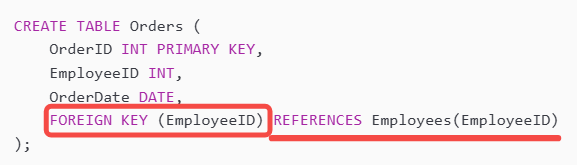 CREATE TABLE Orders (
    OrderID INT PRIMARY KEY,
    EmployeeID INT,
    OrderDate DATE,
    FOREIGN KEY (EmployeeID) REFERENCES Employees(EmployeeID)
);